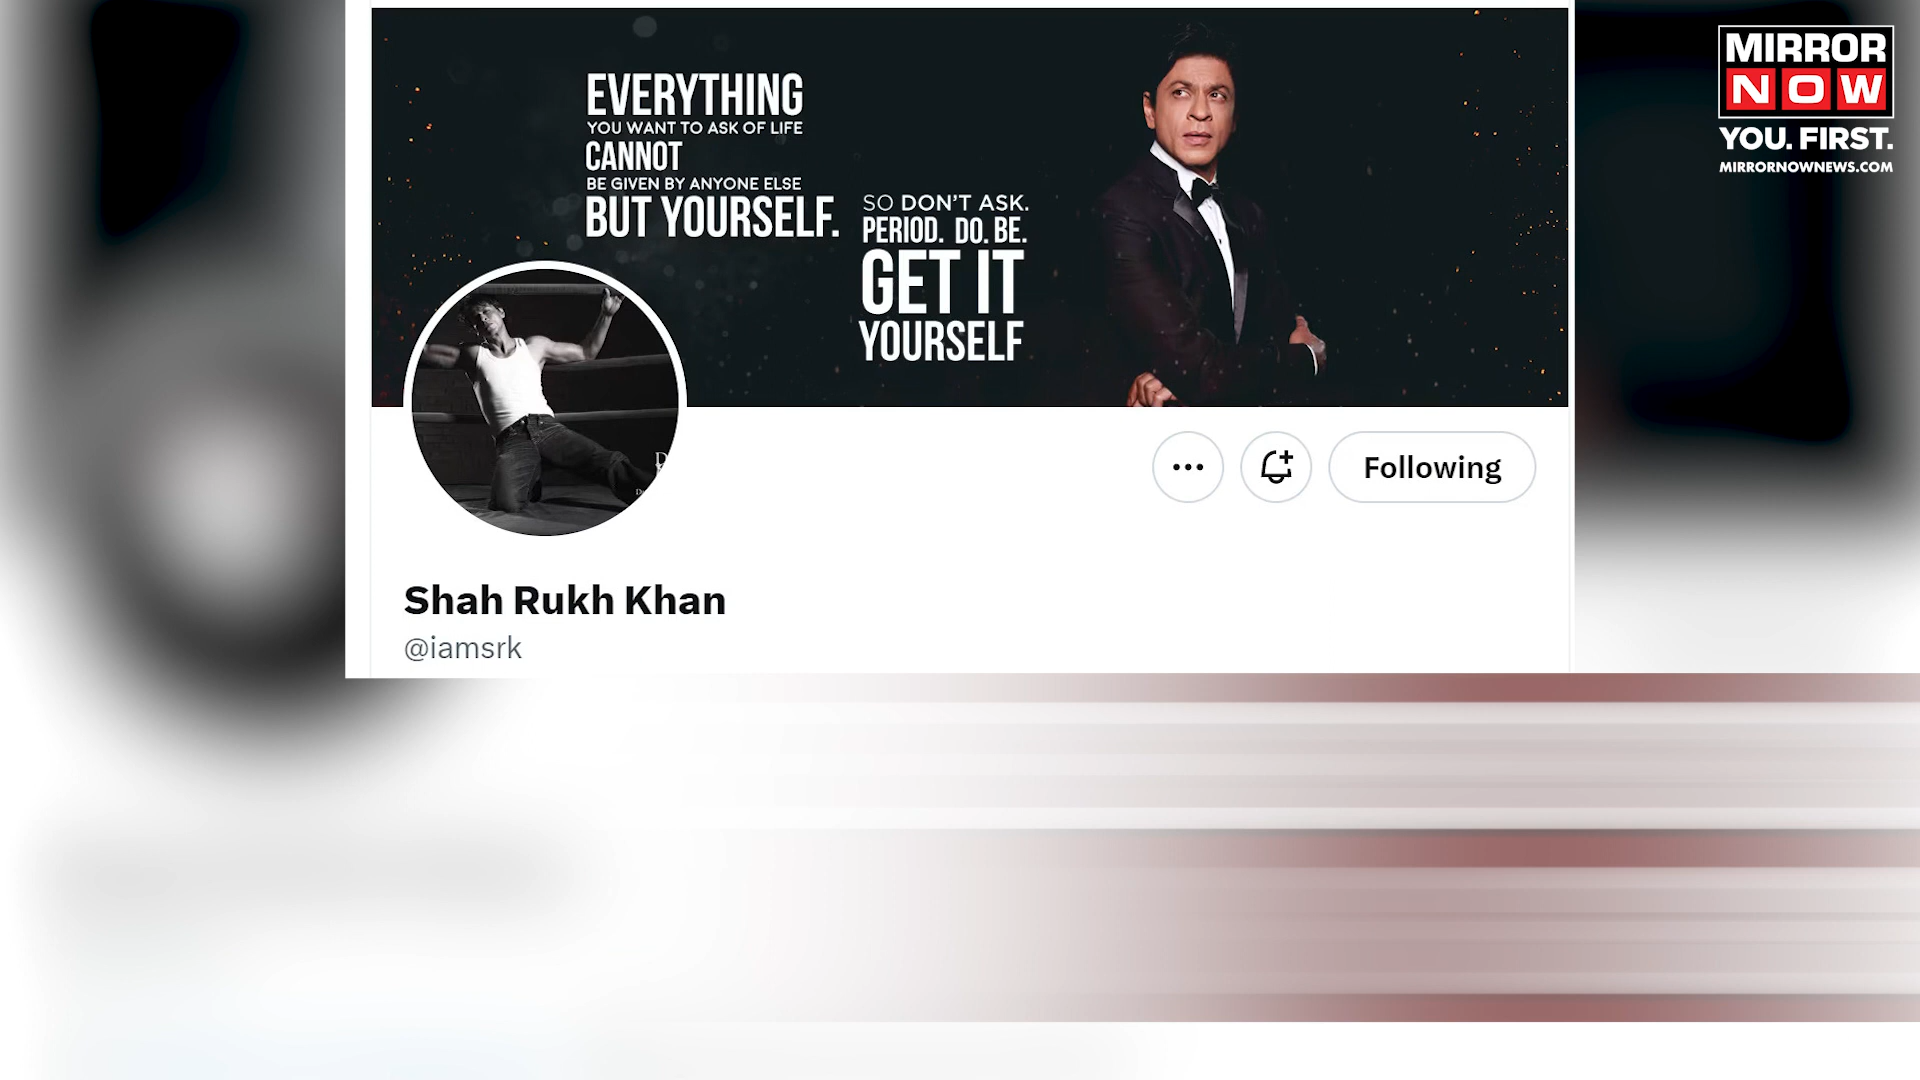 EVERYTHING
YOU WANT TO ASK OF LIFE
CANNOT
BE GIVEN BY ANYONE ELSE
BUT YOURSELF.
SO DON'T ASK.
PERIOD. DO. BE.
GET IT
YOURSELF
Following
Shah Rukh Khan
@iamsrk
MIRROR
NOW
YOU. FIRST.
MIRRORNOWNEWS.COM